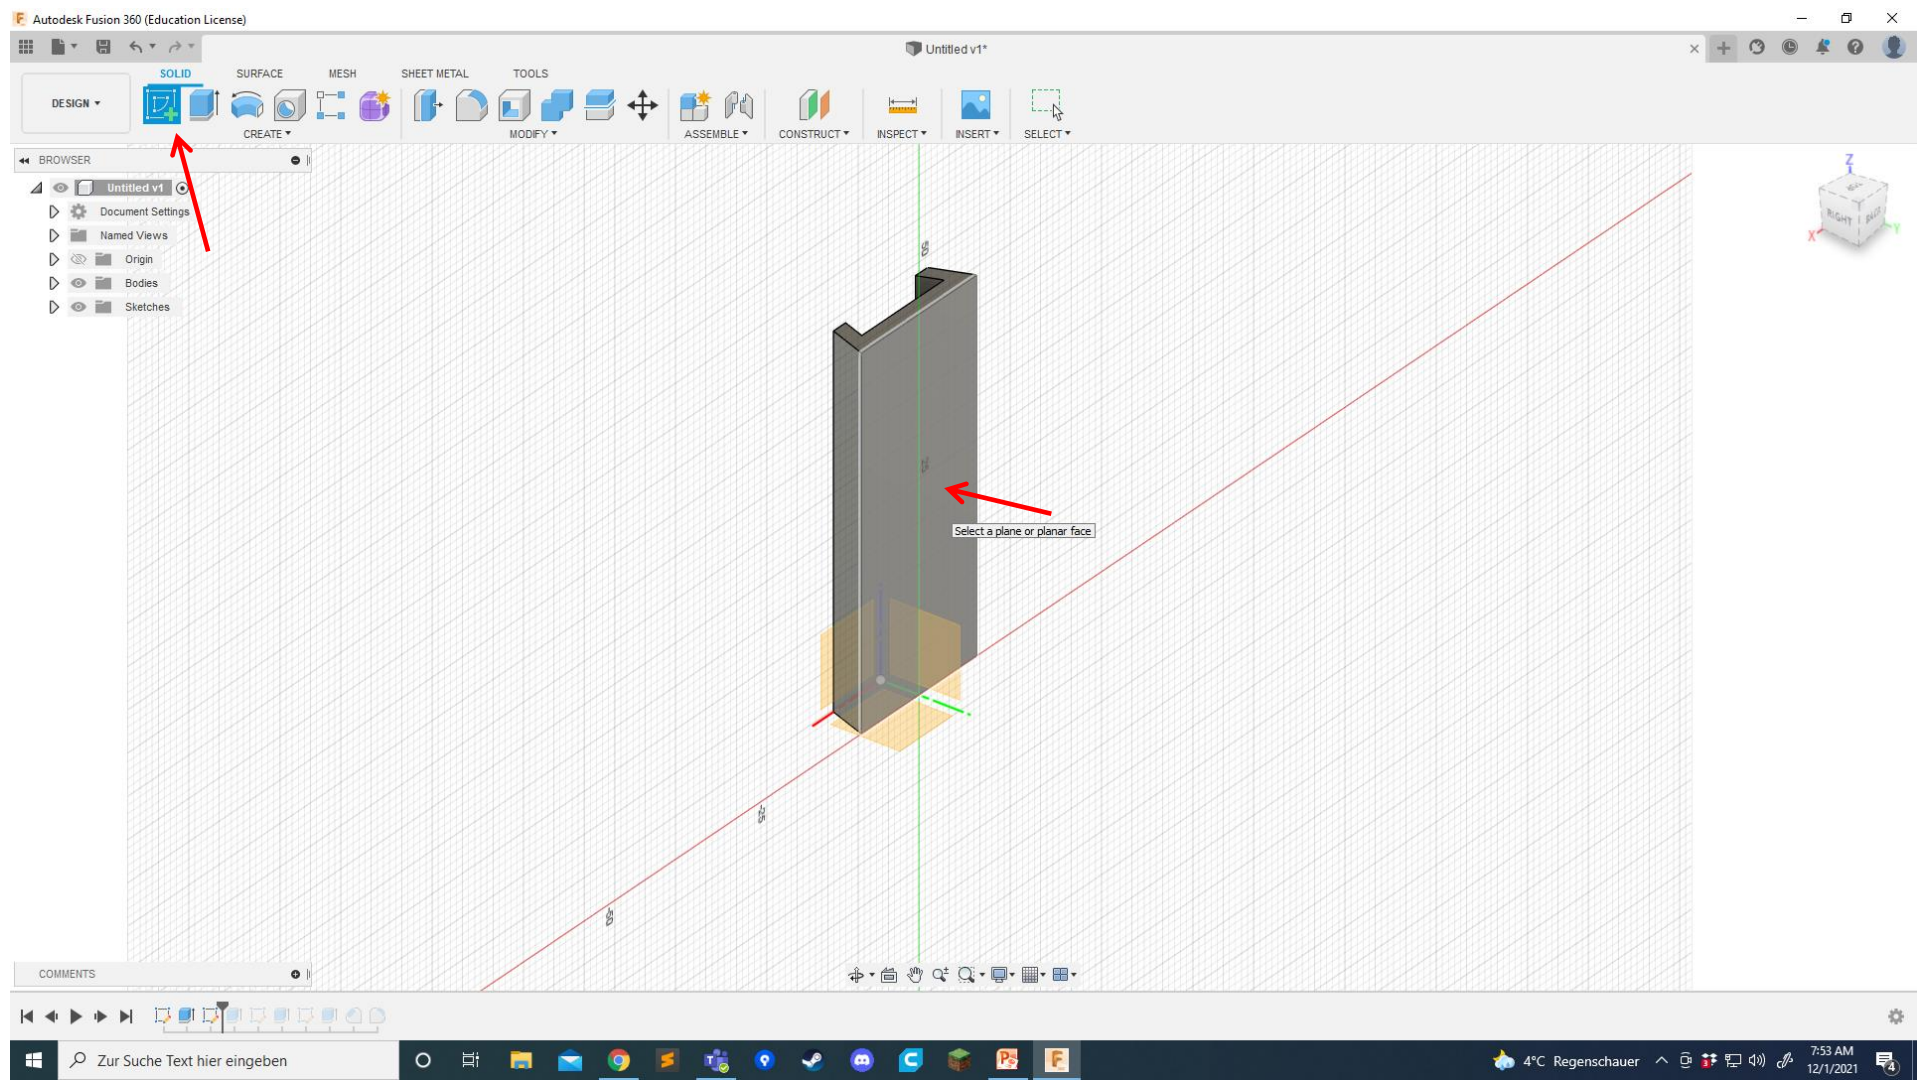 Autodesk Fusion 360 (Education License)
Untitled v1*
SOLID SURFACE MESH SHEET METAL TOOLS
DESIGN
CREATE MODIFY ASSEMBLE CONSTRUCT INSPECT INSERT SELECT
BROWSER
Untitled v1
Document Settings
Named Views
Origin
Bodies
Sketches
Z
RIGHT
X
Y
Select a plane or planar face
COMMENTS
Zur Suche Text hier eingeben
4°C Regenschauer
7:53 AM
12/1/2021
4